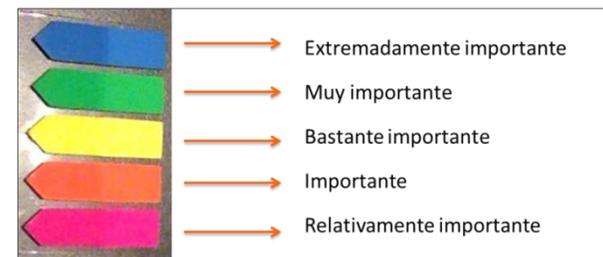 Extremadamente importante
Muy importante
Bastante importante
Importante
Relativamente importante